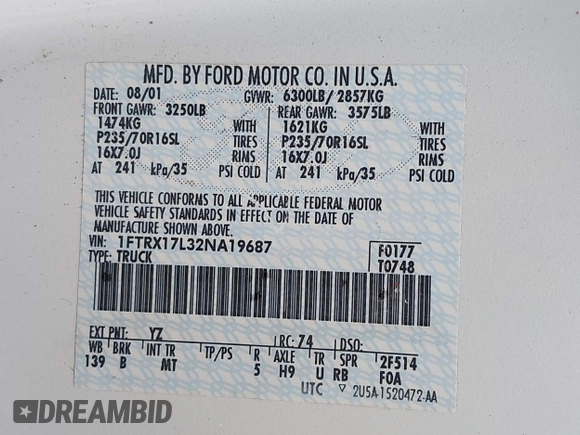 MFD. BY FORD MOTOR CO. IN U.S.A.
DATE: 08/01 GVWR: 6300LB/ 2857KG
FRONT GAWR: 3250LB REAR GAWR: 3575LB
1474KG WITH 1621KG WITH
P235/70R16SL TIRES P235/70R16SL TIRES
16X7.0J RIMS 16X7.0J RIMS
AT 241 kPa/35 PSI COLD AT 241 kPa/35 PSI COLD
THIS VEHICLE CONFORMS TO ALL APPLICABLE FEDERAL MOTOR
VEHICLE SAFETY STANDARDS IN EFFECT ON THE DATE OF
MANUFACTURE SHOWN ABOVE.
VIN: 1FTRX17L32NA19687 F0177
TYPE: TRUCK T0748
EXT PNT: YZ RC: 74 DSO:
WB BRK INT TR TP/PS R AXLE TR SPR 2F514
139 B MT 5 H9 U RB F0A
UTC ▽ 2U5A-1520472-AA
DREAMBID